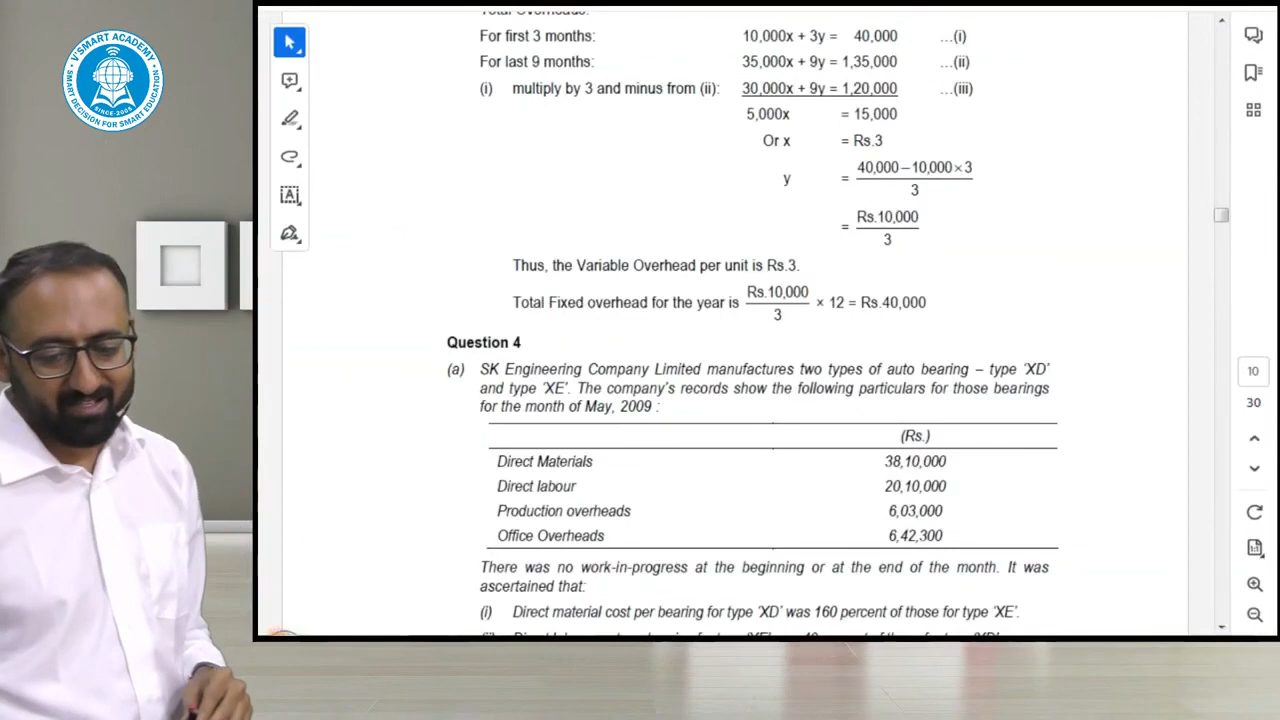 V'SMART ACADEMY
SINCE-2005
SMART DECISION FOR SMART EDUCATION
Total Overheads:
For first 3 months: 10,000x + 3y = 40,000 …(i)
For last 9 months: 35,000x + 9y = 1,35,000 …(ii)
(i) multiply by 3 and minus from (ii): 30,000x + 9y = 1,20,000 …(iii)
5,000x = 15,000
Or x = Rs.3
y = 40,000 – 10,000 × 3
3
= Rs.10,000
3
Thus, the Variable Overhead per unit is Rs.3.
Total Fixed overhead for the year is Rs.10,000 × 12 = Rs.40,000
3
Question 4
(a) SK Engineering Company Limited manufactures two types of auto bearing – type 'XD'
and type 'XE'. The company's records show the following particulars for those bearings
for the month of May, 2009 :
(Rs.)
Direct Materials 38,10,000
Direct labour 20,10,000
Production overheads 6,03,000
Office Overheads 6,42,300
There was no work-in-progress at the beginning or at the end of the month. It was
ascertained that:
(i) Direct material cost per bearing for type 'XD' was 160 percent of those for type 'XE'.
10
30